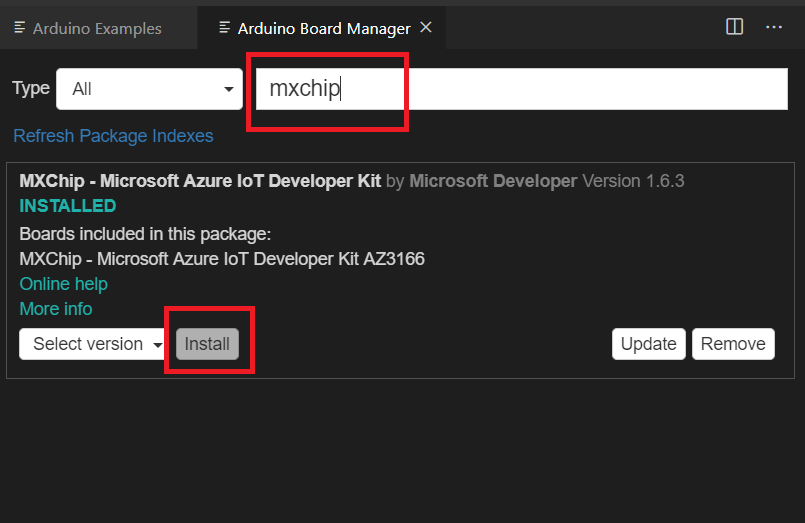 Arduino Examples
Arduino Board Manager
Type All mxchip
Refresh Package Indexes
MXChip - Microsoft Azure IoT Developer Kit by Microsoft Developer Version 1.6.3
INSTALLED
Boards included in this package:
MXChip - Microsoft Azure IoT Developer Kit AZ3166
Online help
More info
Select version Install Update Remove